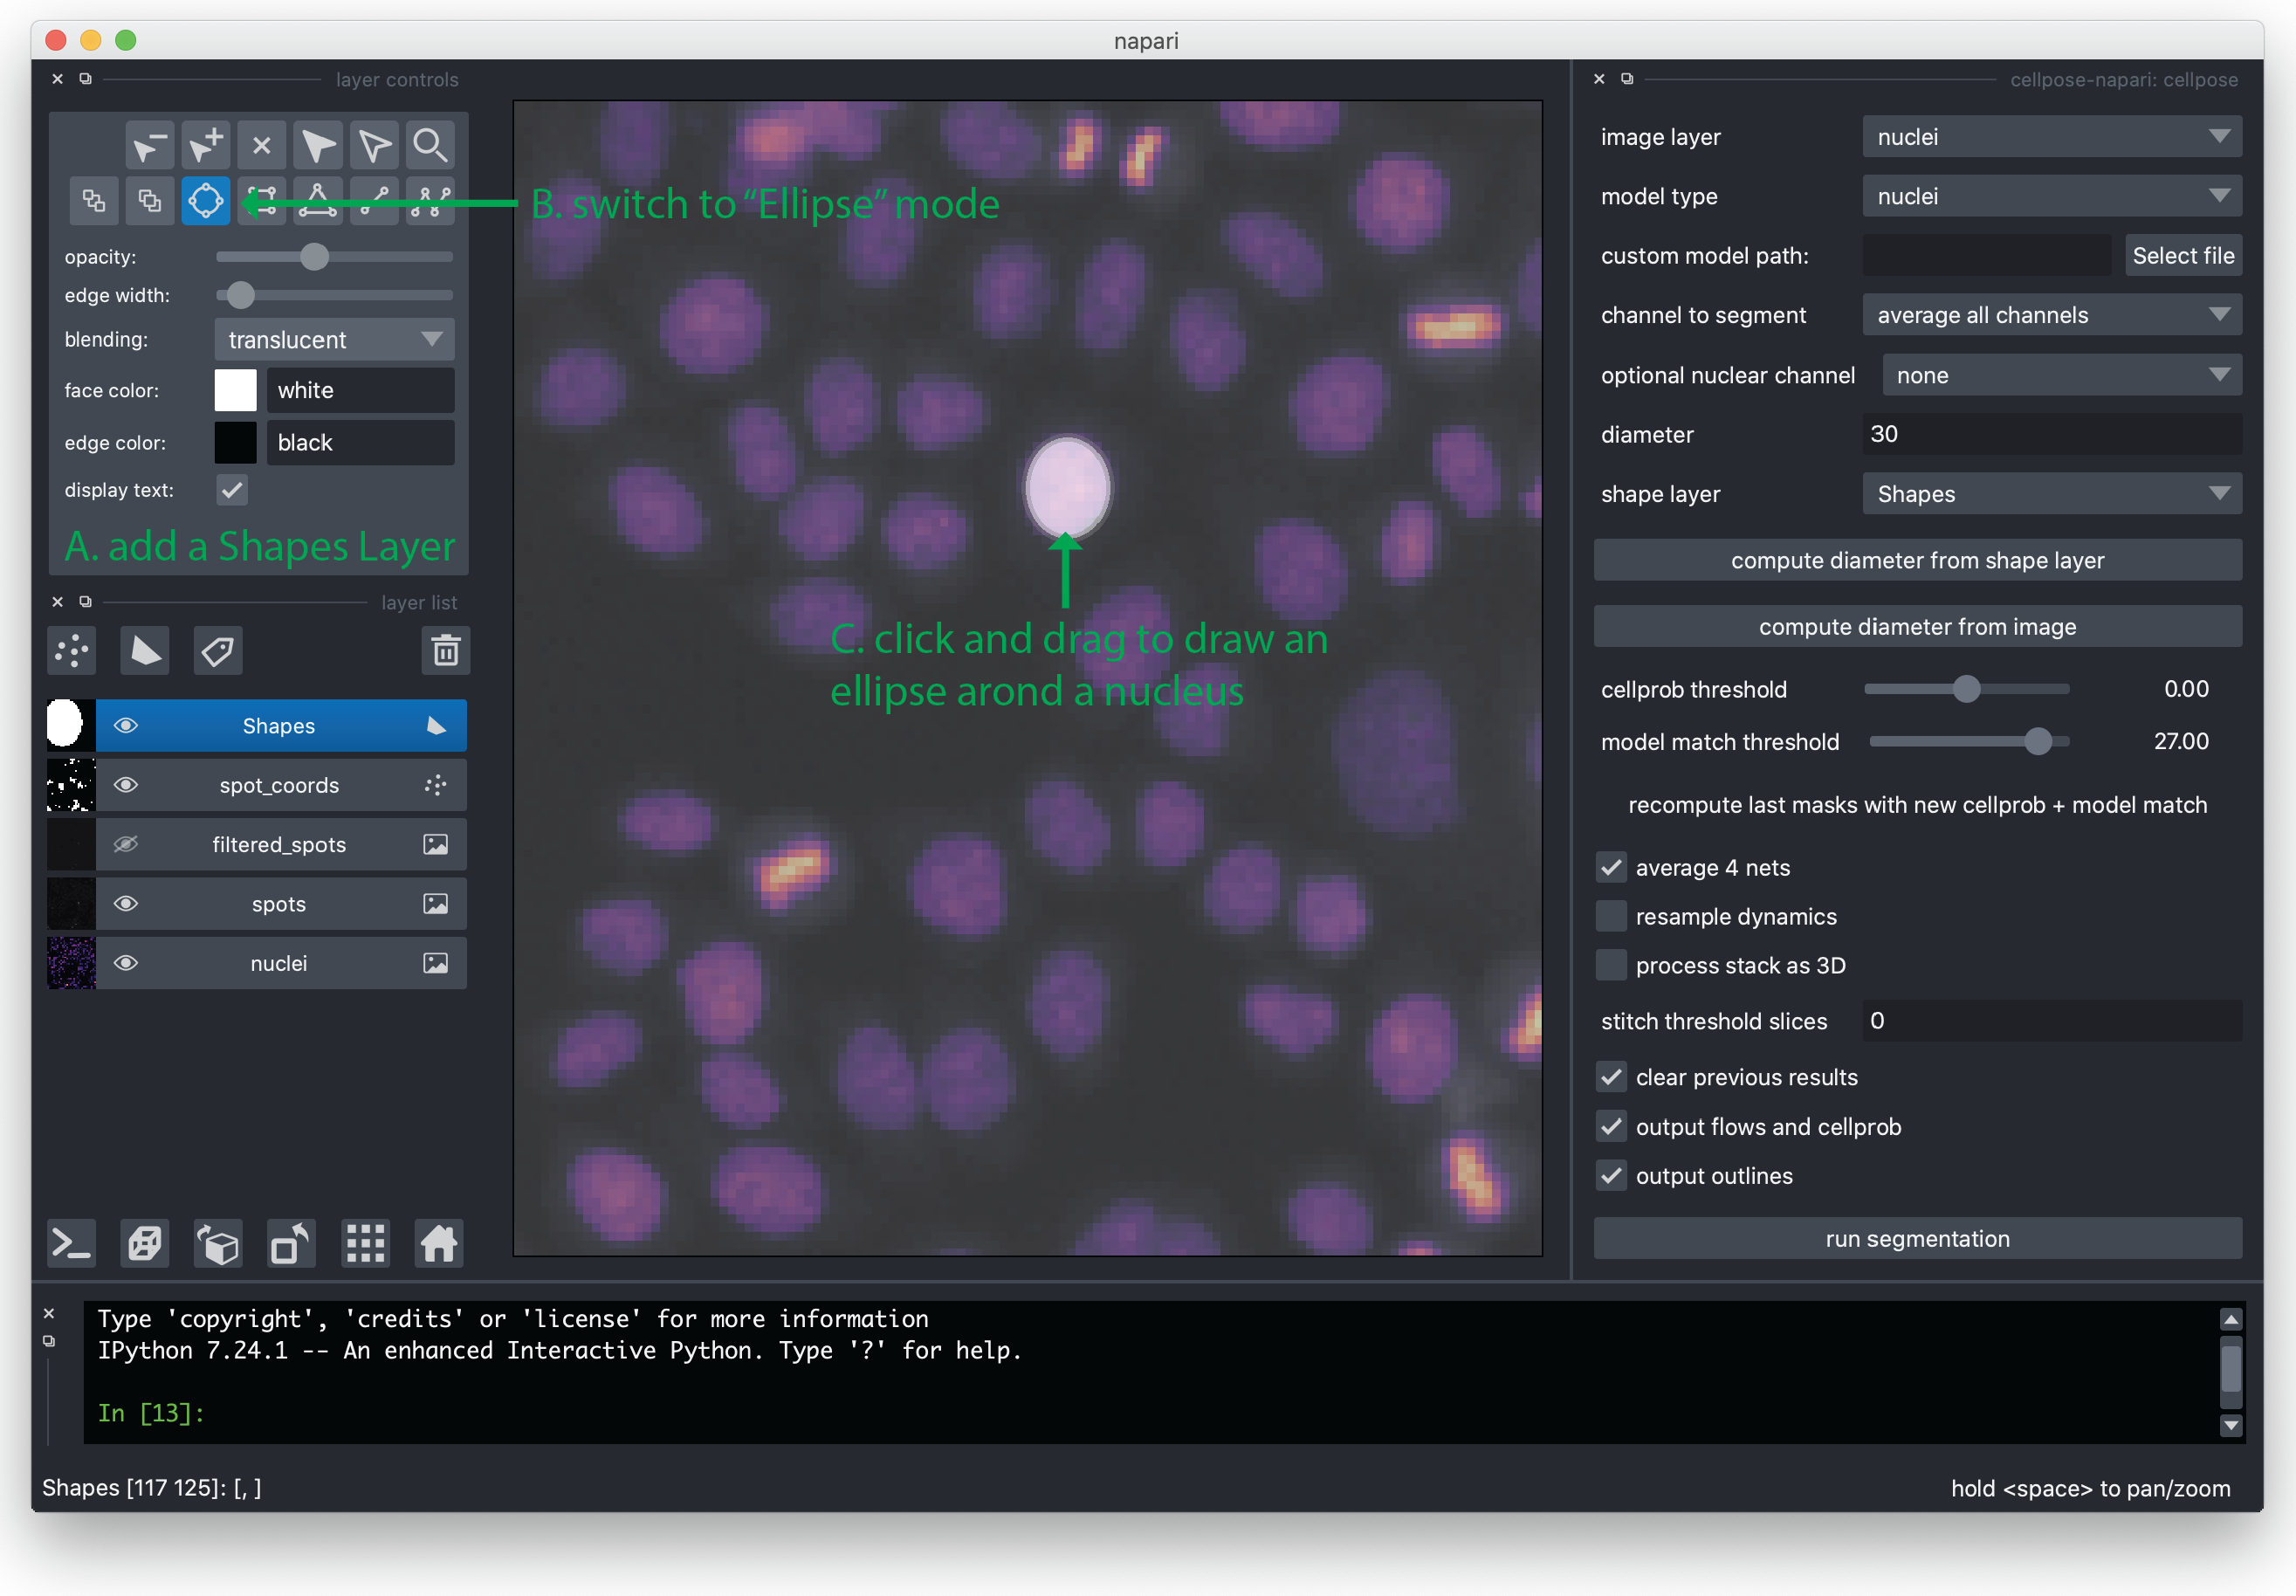 napari
layer controls
B. switch to “Ellipse” mode
opacity:
edge width:
blending:
translucent
face color:
white
edge color:
black
display text:
A. add a Shapes Layer
layer list
Shapes
spot_coords
filtered_spots
spots
nuclei
C. click and drag to draw an
ellipse arond a nucleus
cellpose-napari: cellpose
image layer
nuclei
model type
nuclei
custom model path:
Select file
channel to segment
average all channels
optional nuclear channel
none
diameter
30
shape layer
Shapes
compute diameter from shape layer
compute diameter from image
cellprob threshold
0.00
model match threshold
27.00
recompute last masks with new cellprob + model match
average 4 nets
resample dynamics
process stack as 3D
stitch threshold slices
0
clear previous results
output flows and cellprob
output outlines
run segmentation
Type 'copyright', 'credits' or 'license' for more information
IPython 7.24.1 -- An enhanced Interactive Python. Type '?' for help.
In [13]:
Shapes [117 125]: [, ]
hold <space> to pan/zoom